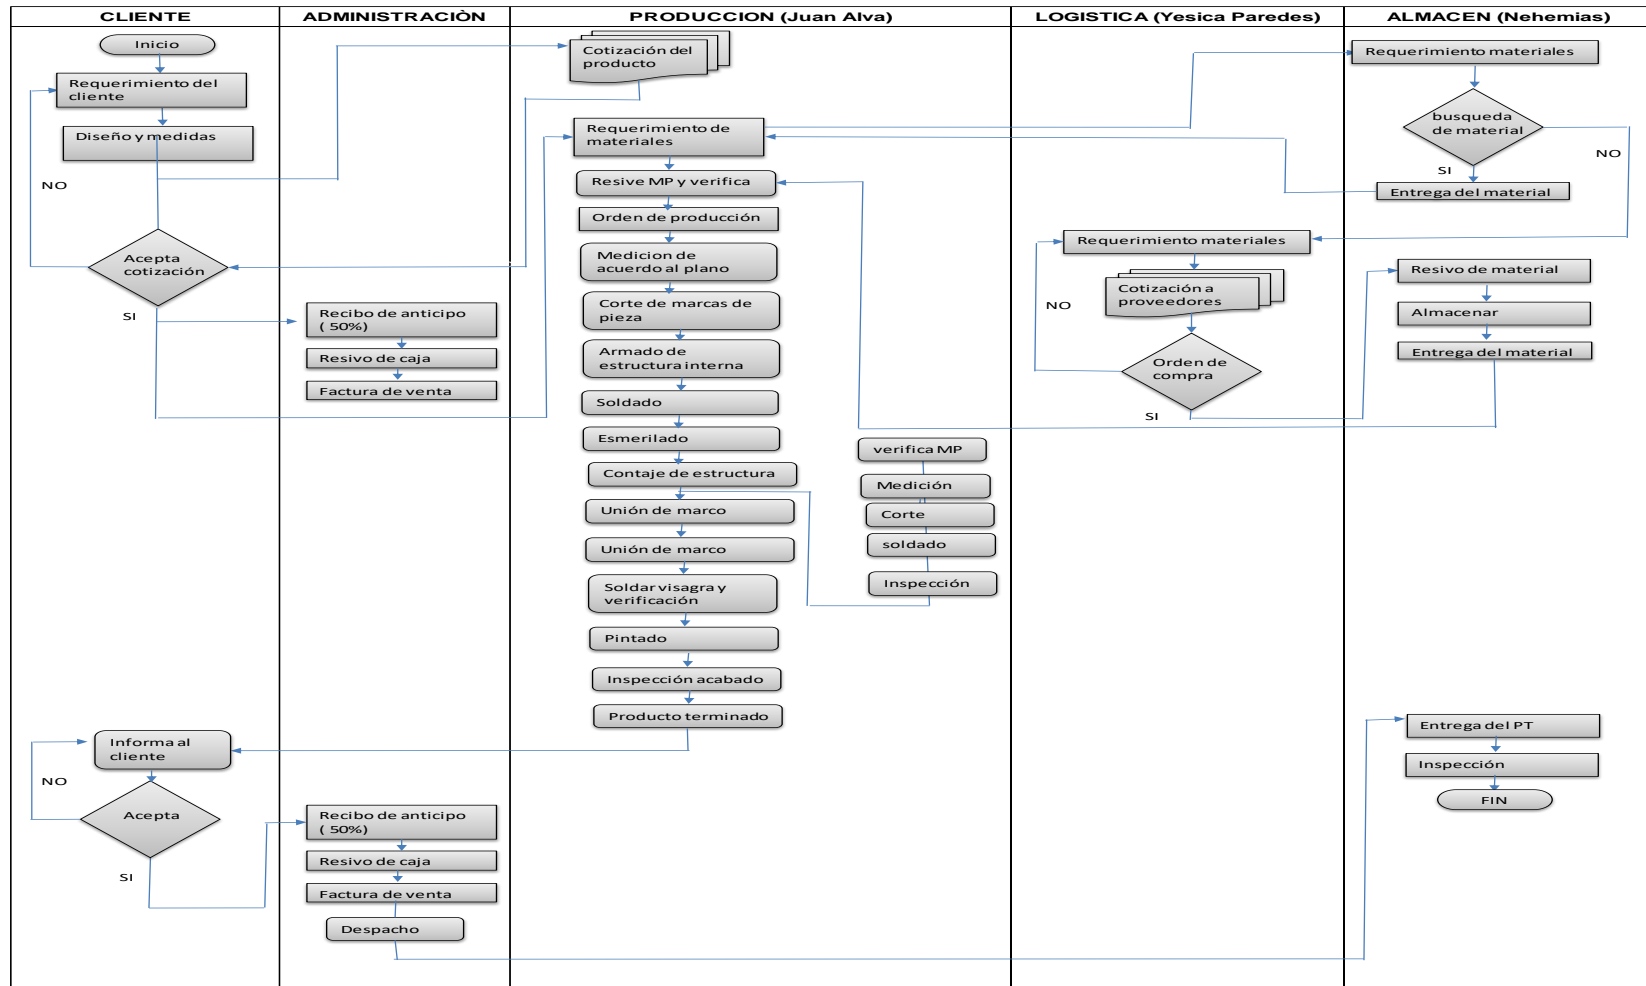 CLIENTE
ADMINISTRACIÒN
PRODUCCION (Juan Alva)
LOGISTICA (Yesica Paredes)
ALMACEN (Nehemias)
Inicio
Requerimiento del
cliente
Diseño y medidas
NO
Acepta
cotización
SI
Recibo de anticipo
( 50%)
Resivo de caja
Factura de venta
Cotización del
producto
Requerimiento de
materiales
Resive MP y verifica
Orden de producción
Medicion de
acuerdo al plano
Corte de marcas de
pieza
Armado de
estructura interna
Soldado
Esmerilado
Contaje de estructura
Unión de marco
Unión de marco
Soldar visagra y
verificación
Pintado
Inspección acabado
Producto terminado
verifica MP
Medición
Corte
soldado
Inspección
Requerimiento materiales
Cotización a
proveedores
NO
Orden de
compra
SI
Requerimiento materiales
busqueda
de material
NO
SI
Entrega del material
Resivo de material
Almacenar
Entrega del material
Informa al
cliente
NO
Acepta
SI
Recibo de anticipo
( 50%)
Resivo de caja
Factura de venta
Despacho
Entrega del PT
Inspección
FIN